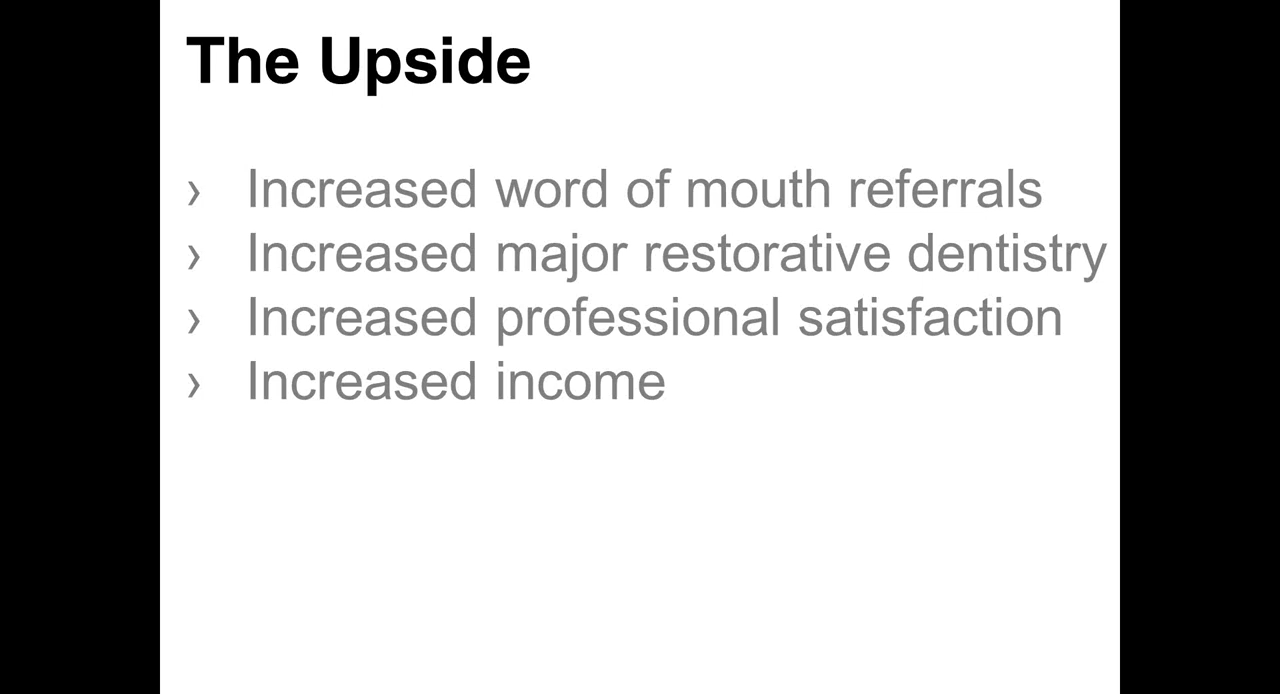 The Upside
› Increased word of mouth referrals
› Increased major restorative dentistry
› Increased professional satisfaction
› Increased income